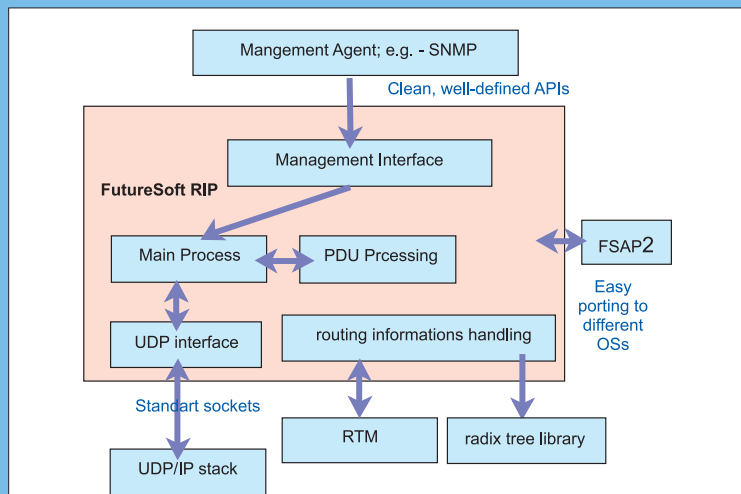 Mangement Agent; e.g. - SNMP
Clean, well-defined APIs
Management Interface
FutureSoft RIP
Main Process
PDU Prcessing
FSAP2
Easy
porting to
different
OSs
UDP interface
routing informations handling
Standart sockets
RTM
radix tree library
UDP/IP stack